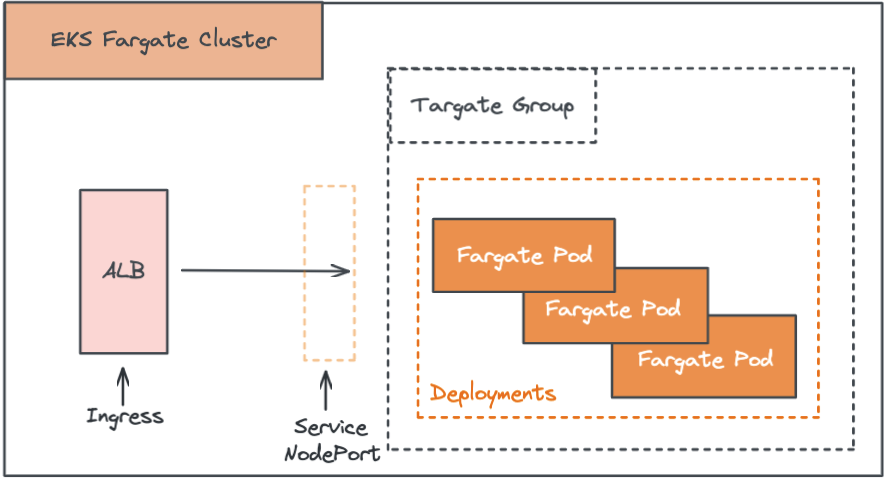 EKS Fargate Cluster
Targate Group
ALB
Fargate Pod
Fargate Pod
Fargate Pod
Deployments
Ingress
Service
NodePort